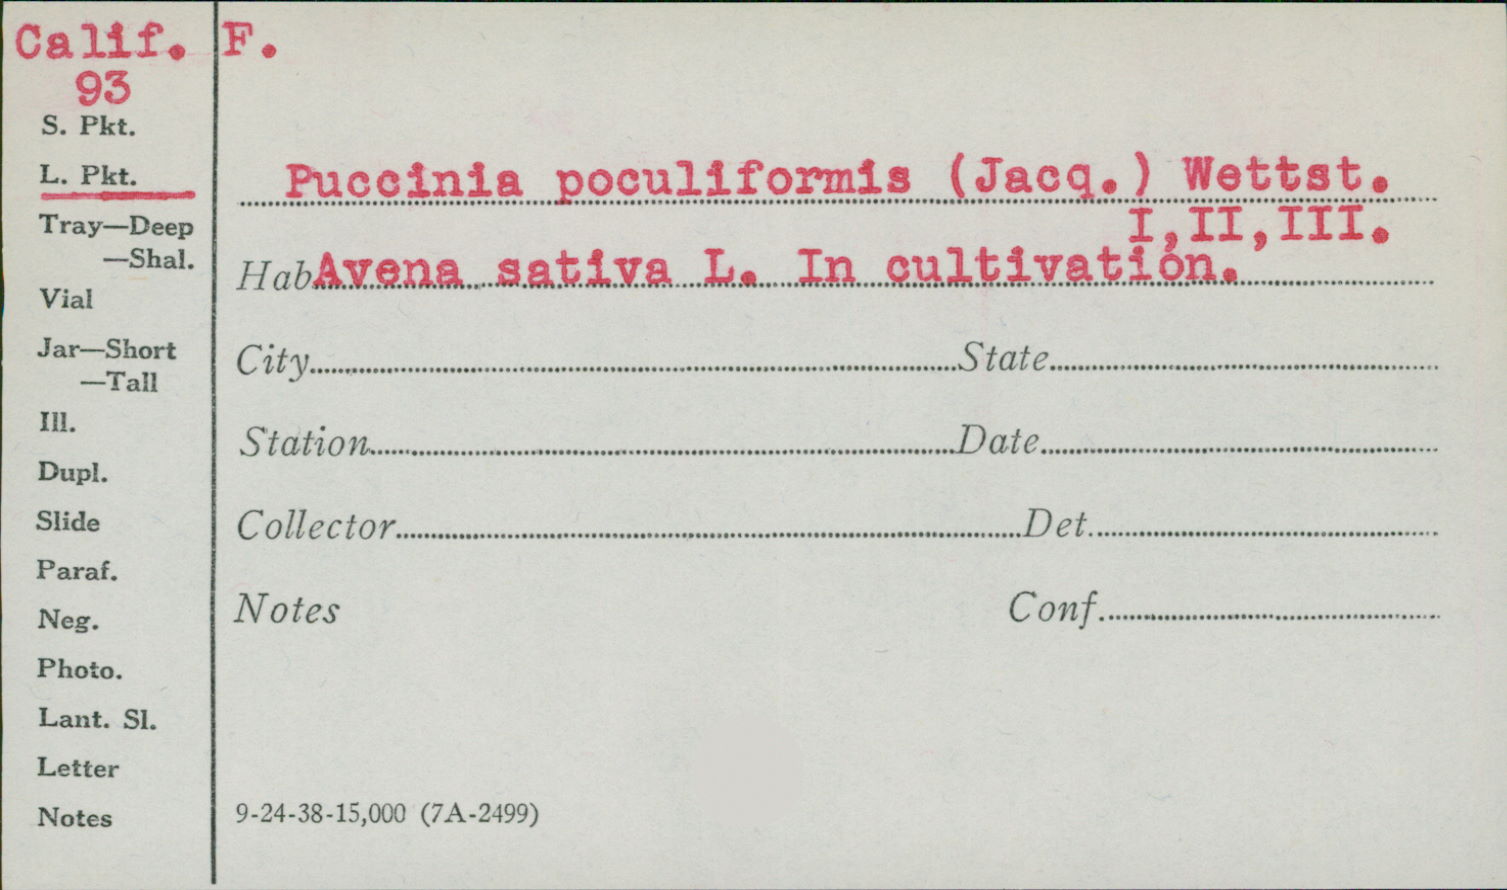 Calif. F.
93
S. Pkt.
L. Pkt.
Puccinia poculiformis (Jacq.) Wettst.
I,II,III.
Tray—Deep
—Shal.
Hab. Avena sativa L. In cultivation.
Vial
Jar—Short
—Tall
City State
Ill.
Station Date
Dupl.
Slide
Collector Det.
Paraf.
Neg.
Notes Conf.
Photo.
Lant. Sl.
Letter
Notes
9-24-38-15,000 (7A-2499)